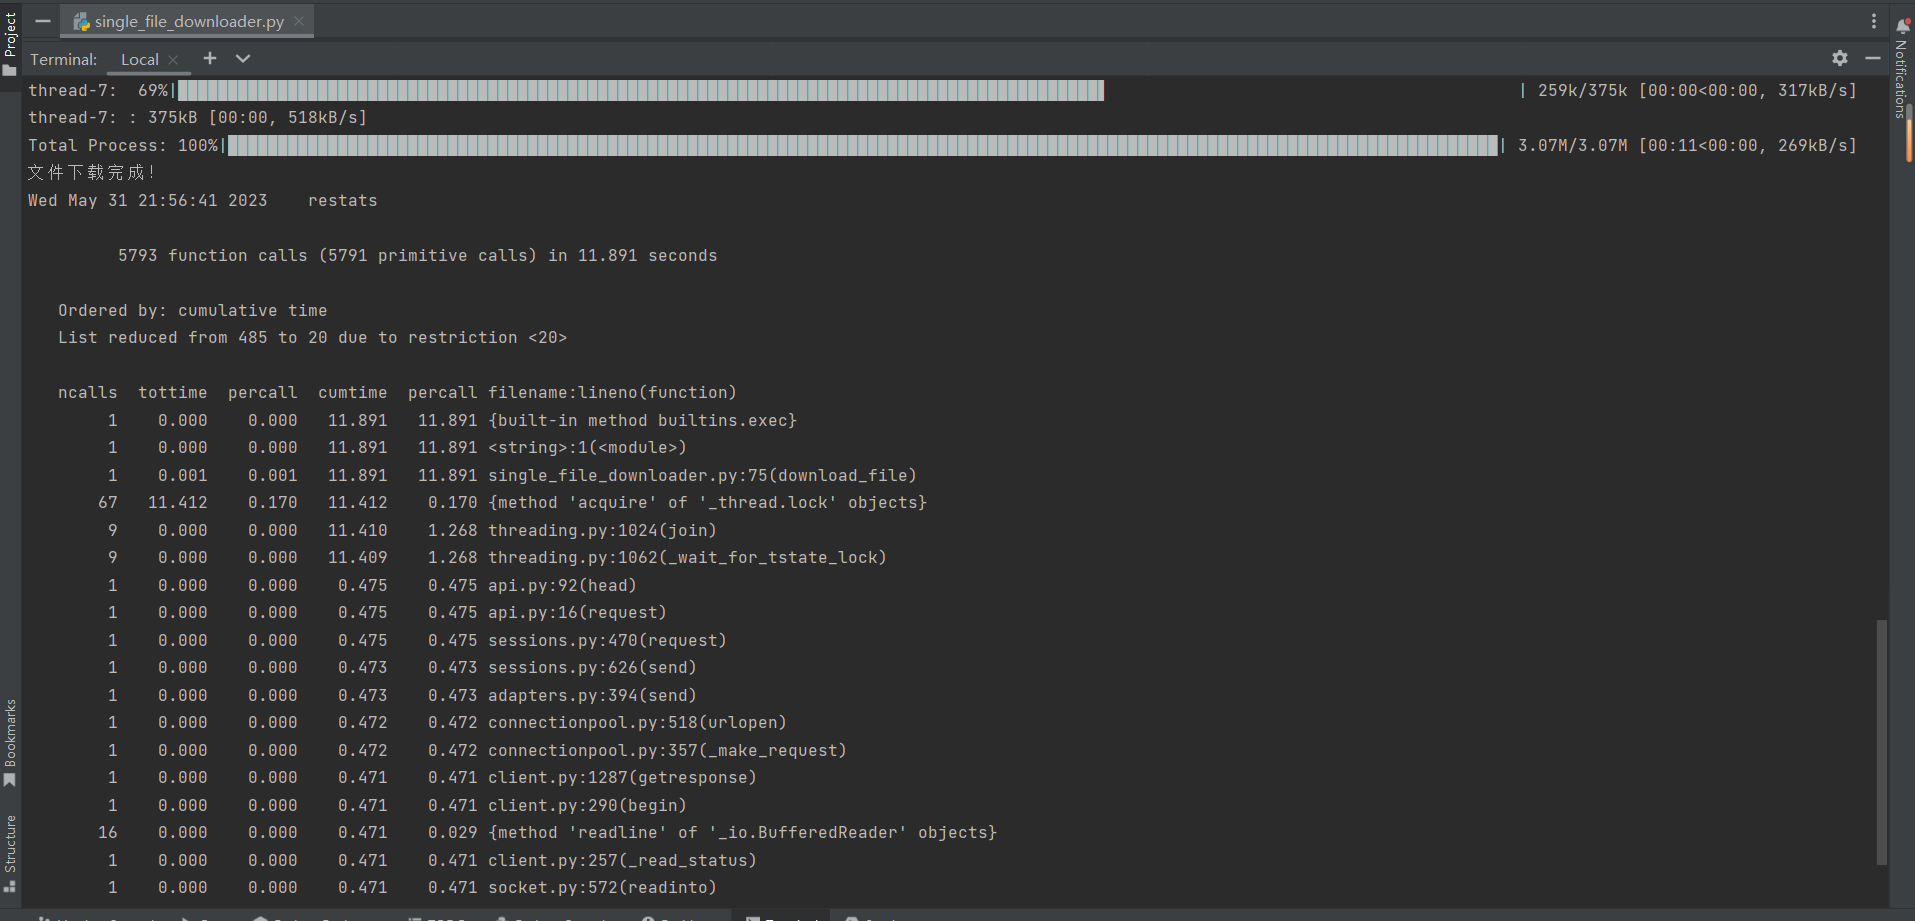 single_file_downloader.py
Project
Terminal: Local
Notifications
thread-7:  69%| | 259k/375k [00:00<00:00, 317kB/s]
thread-7: : 375kB [00:00, 518kB/s]
Total Process: 100%| | 3.07M/3.07M [00:11<00:00, 269kB/s]
文件下载完成!
Wed May 31 21:56:41 2023    restats
5793 function calls (5791 primitive calls) in 11.891 seconds
Ordered by: cumulative time
List reduced from 485 to 20 due to restriction <20>
ncalls  tottime  percall  cumtime  percall filename:lineno(function)
1    0.000    0.000   11.891   11.891 {built-in method builtins.exec}
1    0.000    0.000   11.891   11.891 <string>:1(<module>)
1    0.001    0.001   11.891   11.891 single_file_downloader.py:75(download_file)
67   11.412    0.170   11.412    0.170 {method 'acquire' of '_thread.lock' objects}
9    0.000    0.000   11.410    1.268 threading.py:1024(join)
9    0.000    0.000   11.409    1.268 threading.py:1062(_wait_for_tstate_lock)
1    0.000    0.000    0.475    0.475 api.py:92(head)
1    0.000    0.000    0.475    0.475 api.py:16(request)
1    0.000    0.000    0.475    0.475 sessions.py:470(request)
1    0.000    0.000    0.473    0.473 sessions.py:626(send)
1    0.000    0.000    0.473    0.473 adapters.py:394(send)
1    0.000    0.000    0.472    0.472 connectionpool.py:518(urlopen)
1    0.000    0.000    0.472    0.472 connectionpool.py:357(_make_request)
1    0.000    0.000    0.471    0.471 client.py:1287(getresponse)
1    0.000    0.000    0.471    0.471 client.py:290(begin)
16    0.000    0.000    0.471    0.029 {method 'readline' of '_io.BufferedReader' objects}
1    0.000    0.000    0.471    0.471 client.py:257(_read_status)
1    0.000    0.000    0.471    0.471 socket.py:572(readinto)
Bookmarks
Structure